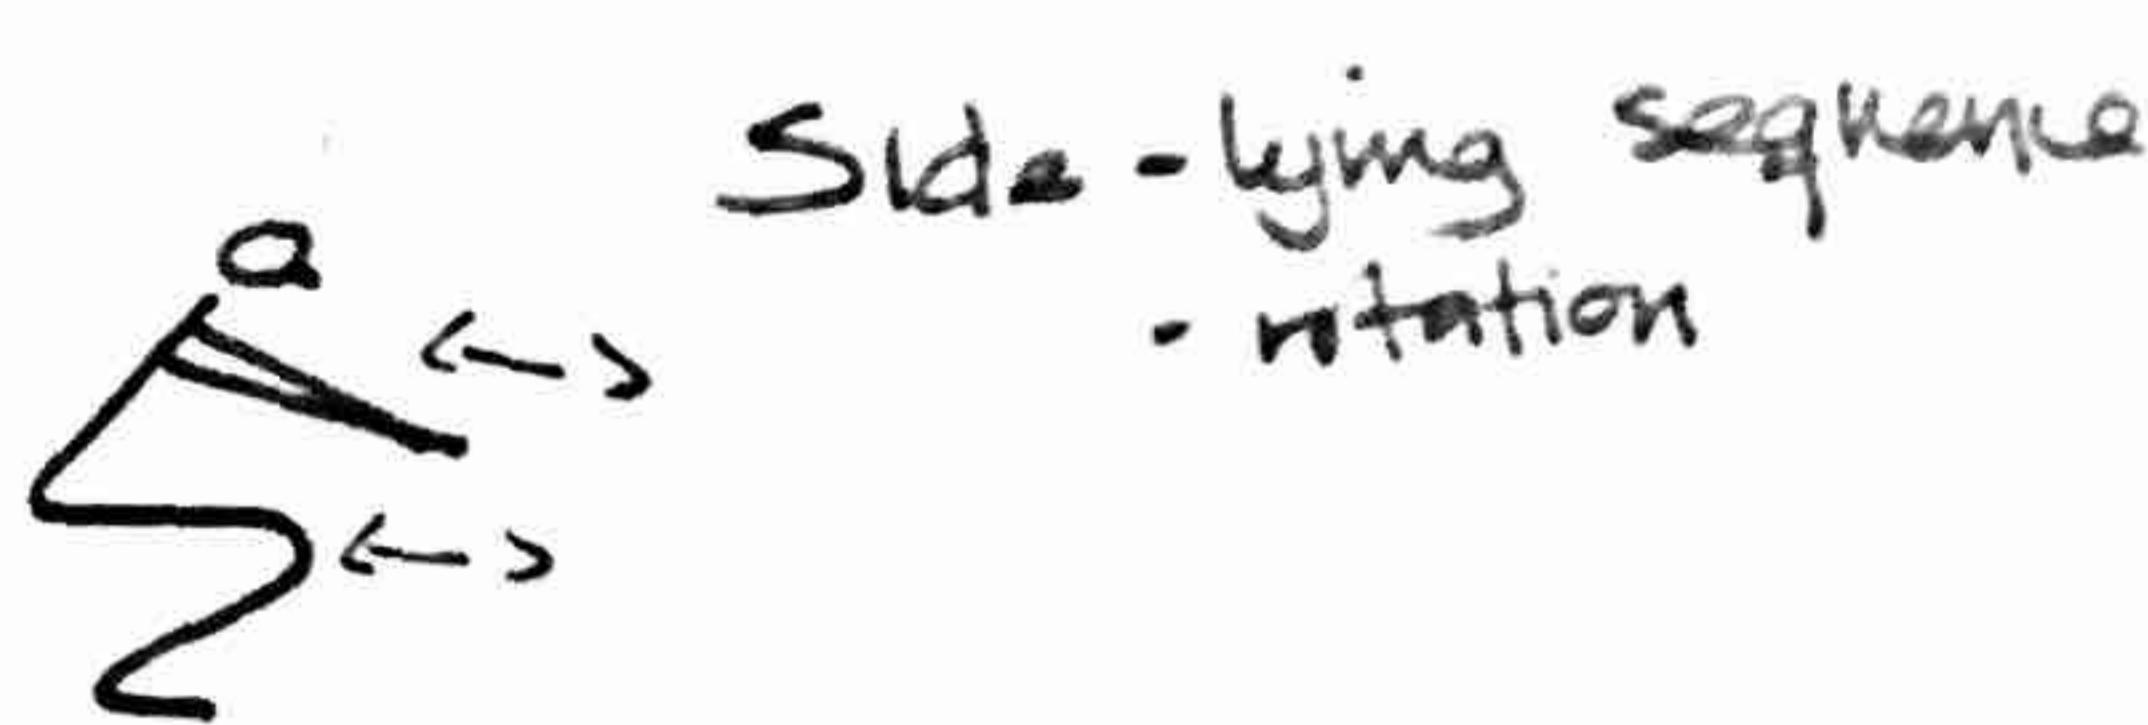 Side - lying sequence
- rotation